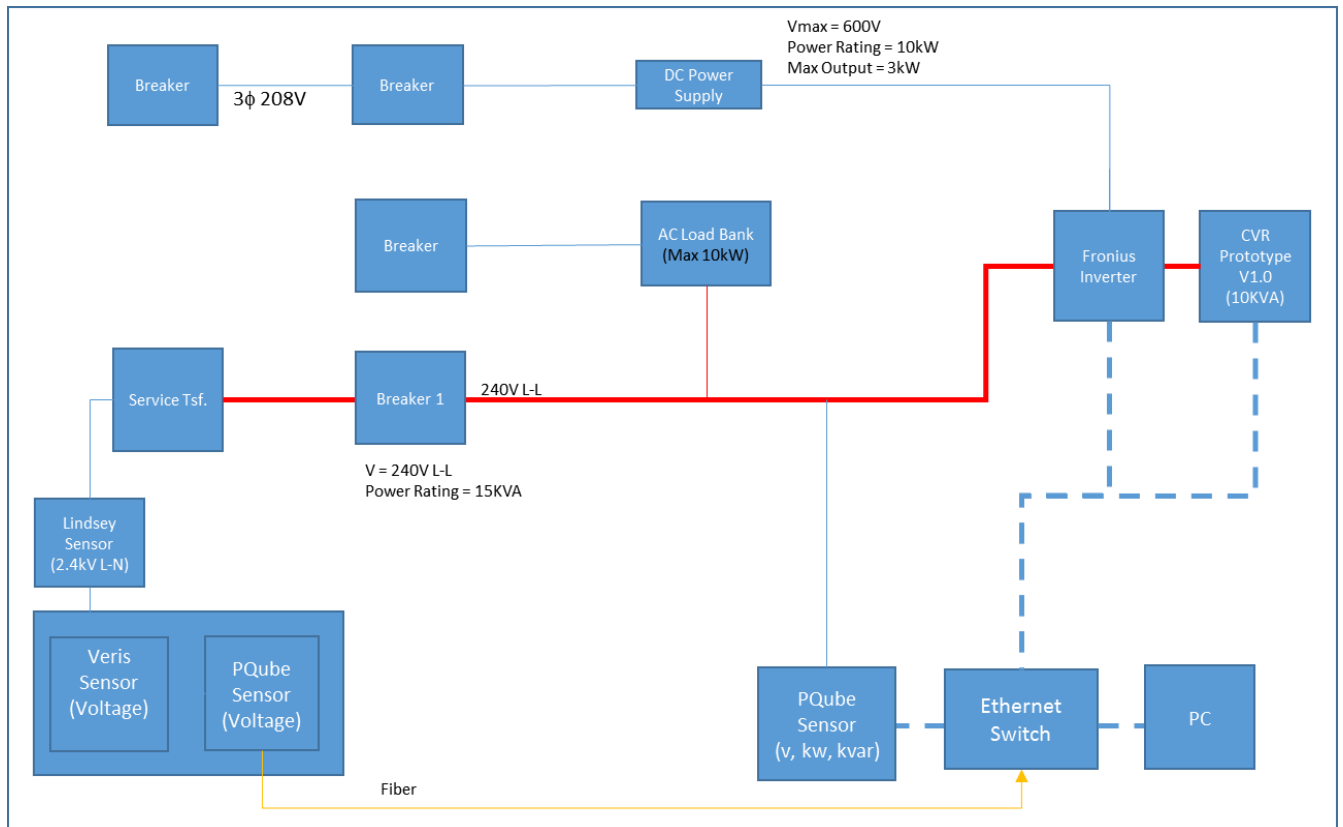 Vmax = 600V
Power Rating = 10kW
Max Output = 3kW
Breaker
3ϕ 208V
Breaker
DC Power
Supply
Breaker
AC Load Bank
(Max 10kW)
Fronius
Inverter
CVR
Prototype
V1.0
(10KVA)
Service Tsf.
Breaker 1
240V L-L
V = 240V L-L
Power Rating = 15KVA
Lindsey
Sensor
(2.4kV L-N)
Veris
Sensor
(Voltage)
PQube
Sensor
(Voltage)
PQube
Sensor
(v, kw, kvar)
Ethernet
Switch
PC
Fiber